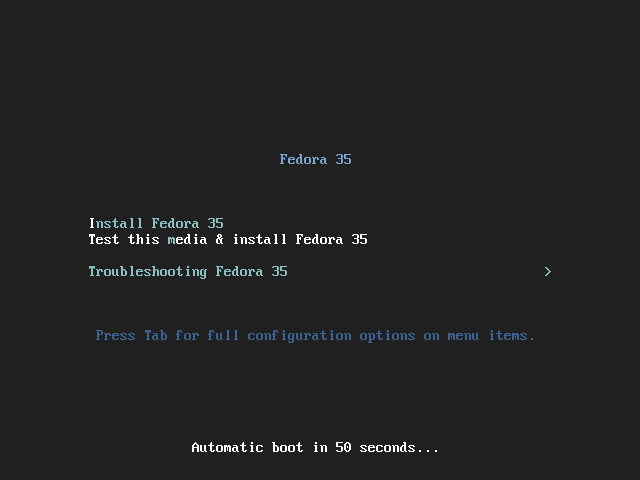 Fedora 35
Install Fedora 35
Test this media & install Fedora 35
Troubleshooting Fedora 35 >
Press Tab for full configuration options on menu items.
Automatic boot in 50 seconds...